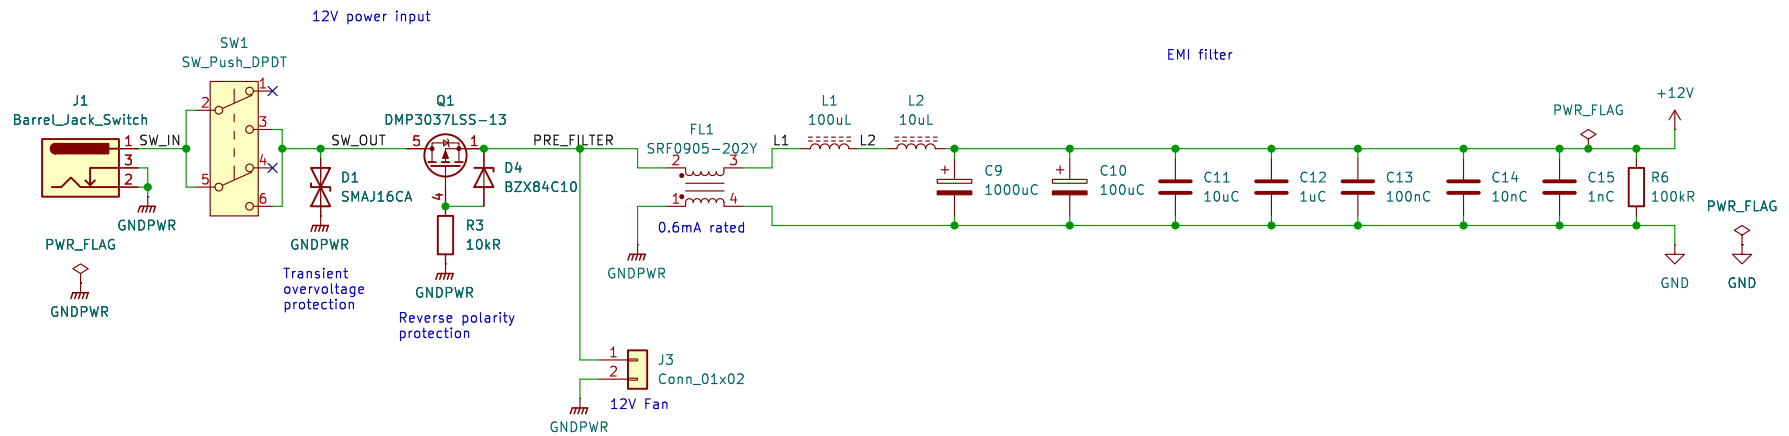 12V power input
EMI filter
SW1
SW_Push_DPDT
1
2
3
4
5
6
J1
Barrel_Jack_Switch
1
3
2
SW_IN
GNDPWR
PWR_FLAG
GNDPWR
SW_OUT
D1
SMAJ16CA
GNDPWR
Transient
overvoltage
protection
Q1
DMP3037LSS-13
5
1
4
D4
BZX84C10
R3
10kR
GNDPWR
Reverse polarity
protection
PRE_FILTER
FL1
SRF0905-202Y
2
3
1
4
0.6mA rated
GNDPWR
J3
Conn_01x02
1
2
12V Fan
GNDPWR
L1
L1
100uL
L2
L2
10uL
+
C9
1000uC
+
C10
100uC
C11
10uC
C12
1uC
C13
100nC
C14
10nC
C15
1nC
PWR_FLAG
R6
100kR
+12V
GND
PWR_FLAG
GND